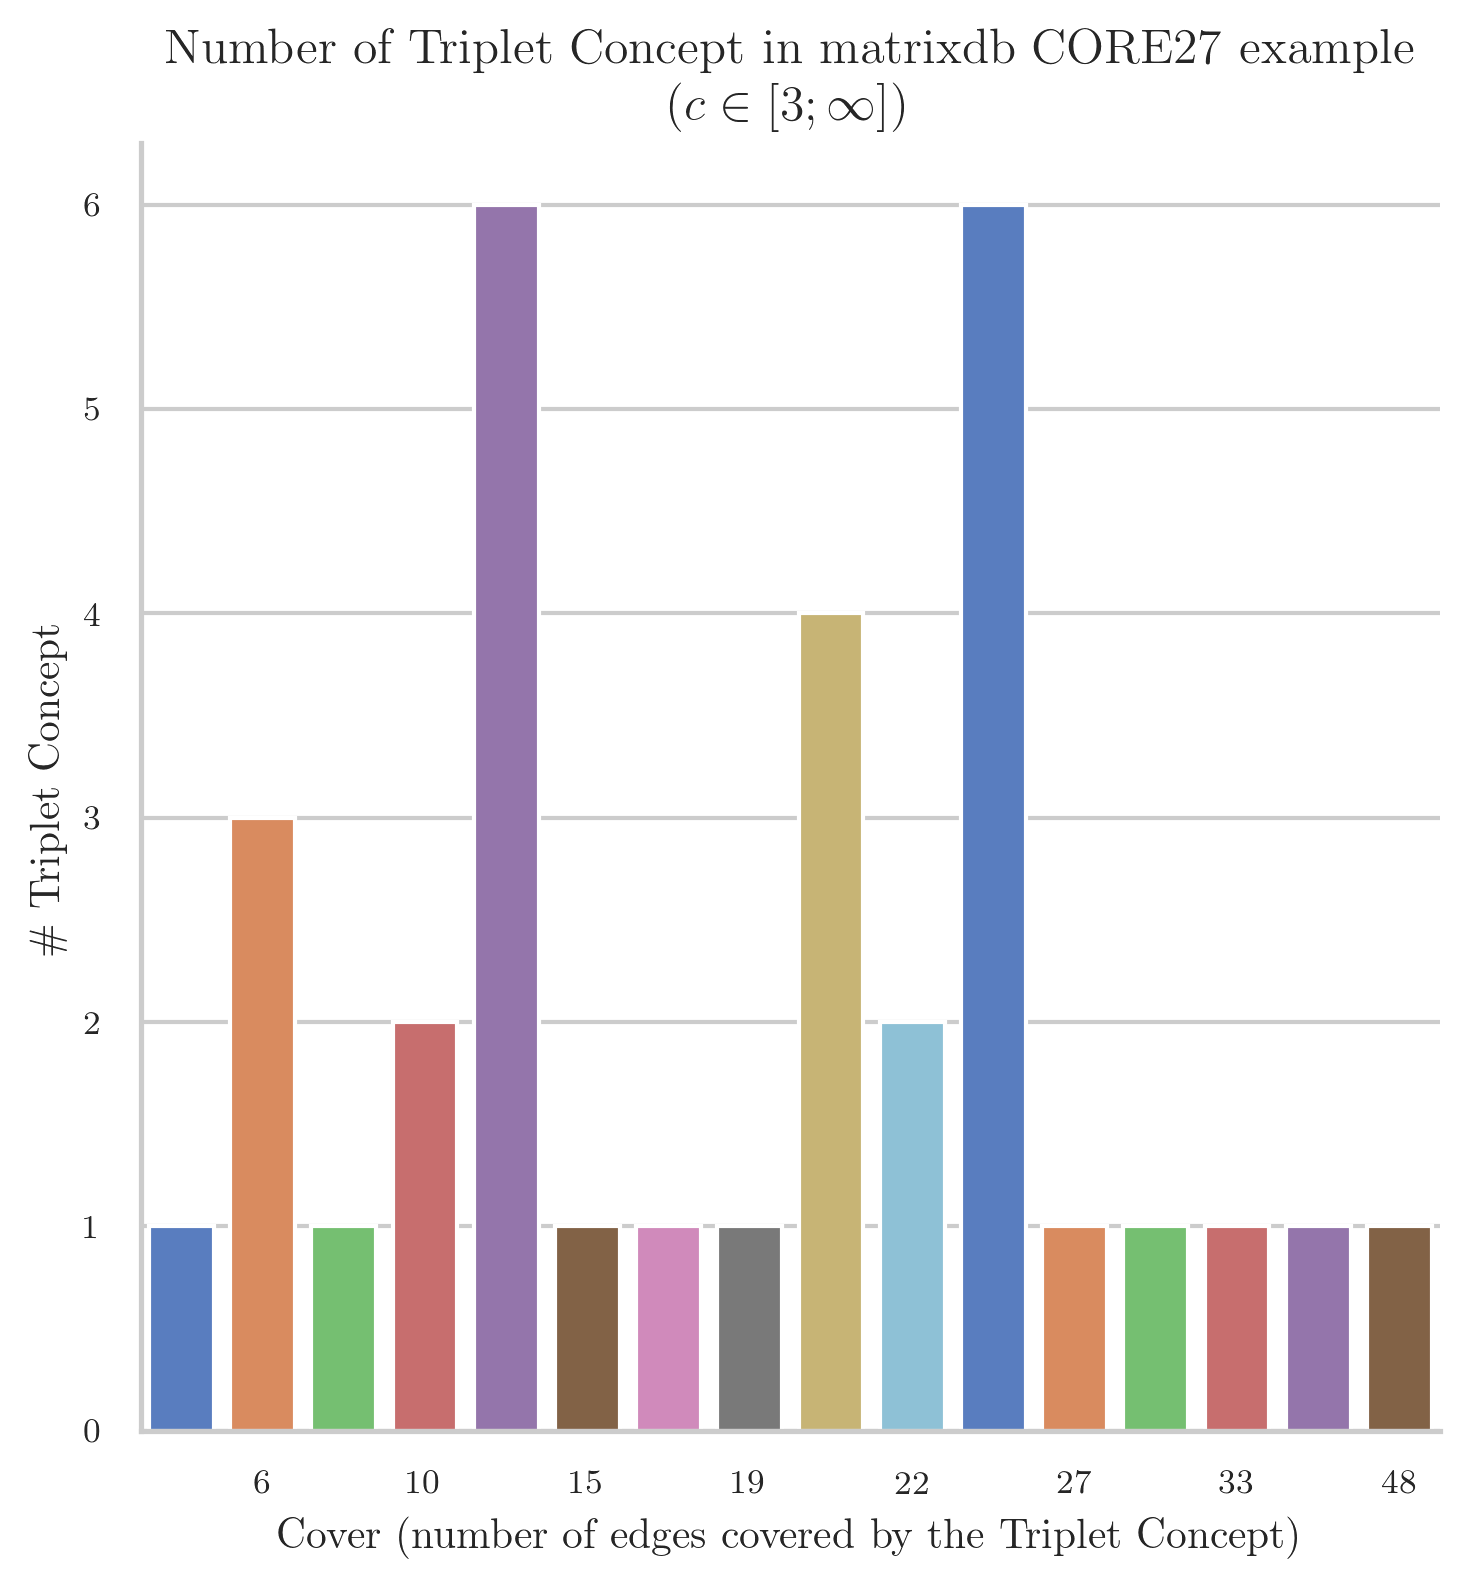 Number of Triplet Concept in matrixdb CORE27 example
(c ∈ [3; ∞])
6
5
4
3
2
1
0
# Triplet Concept
6 10 15 19 22 27 33 48
Cover (number of edges covered by the Triplet Concept)